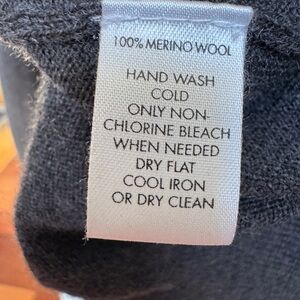 100% MERINO WOOL
HAND WASH
COLD
ONLY NON-
CHLORINE BLEACH
WHEN NEEDED
DRY FLAT
COOL IRON
OR DRY CLEAN